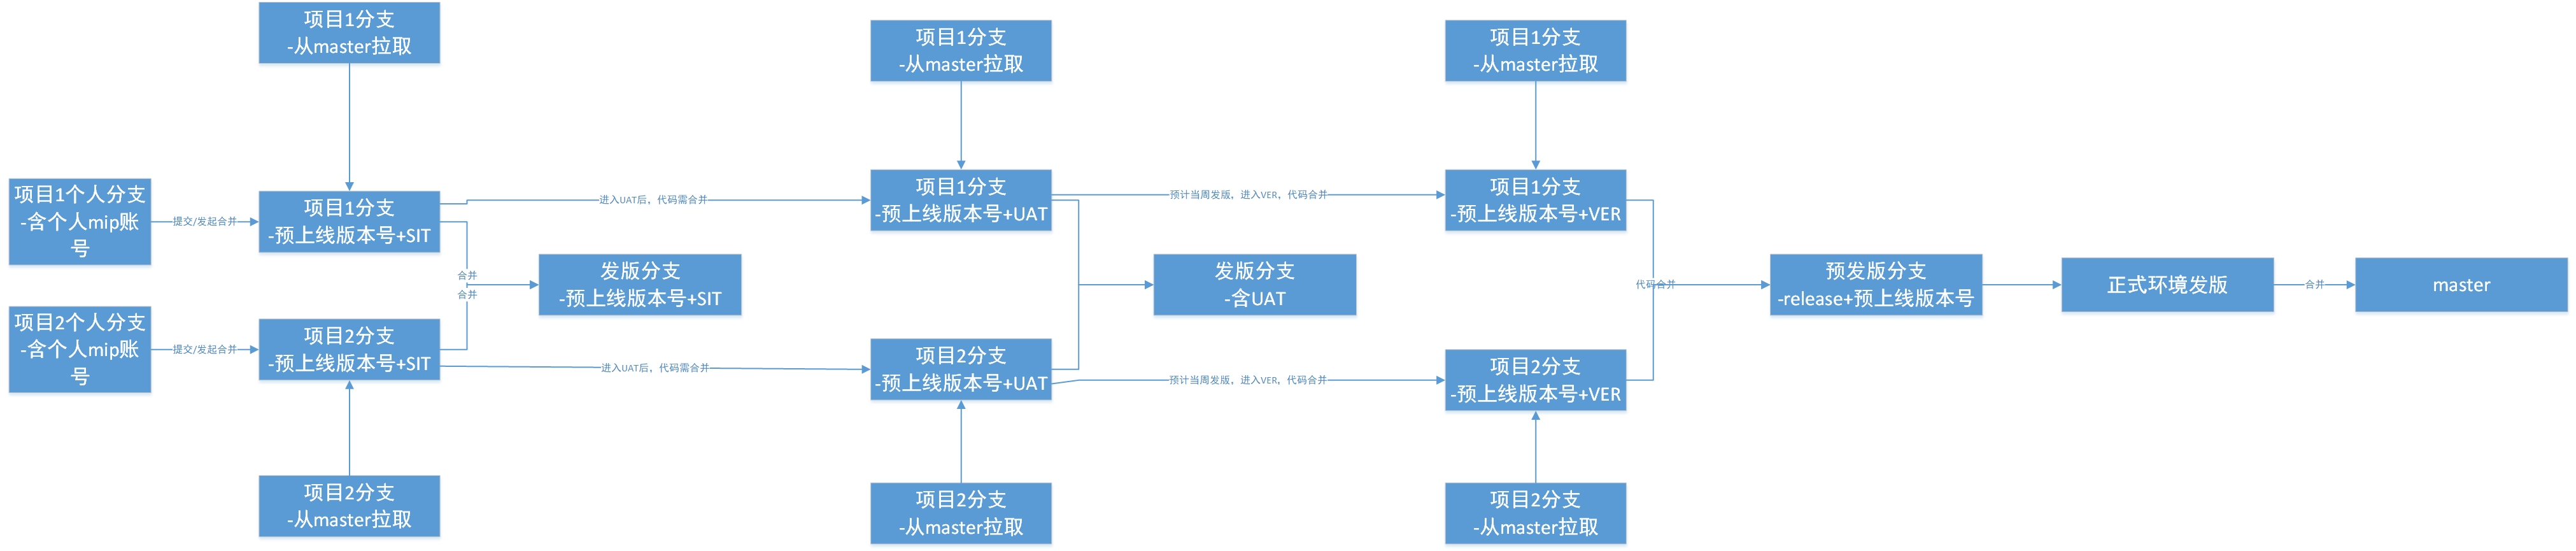 项目1分支
-从master拉取
项目1分支
-从master拉取
项目1分支
-从master拉取
项目1个人分支
-含个人mip账
号
提交/发起合并
项目1分支
-预上线版本号+SIT
进入UAT后，代码需合并
项目1分支
-预上线版本号+UAT
预计当周发版，进入VER，代码合并
项目1分支
-预上线版本号+VER
合并
合并
发版分支
-预上线版本号+SIT
发版分支
-含UAT
代码合并
预发版分支
-release+预上线版本号
正式环境发版
合并
master
项目2个人分支
-含个人mip账
号
提交/发起合并
项目2分支
-预上线版本号+SIT
进入UAT后，代码需合并
项目2分支
-预上线版本号+UAT
预计当周发版，进入VER，代码合并
项目2分支
-预上线版本号+VER
项目2分支
-从master拉取
项目2分支
-从master拉取
项目2分支
-从master拉取